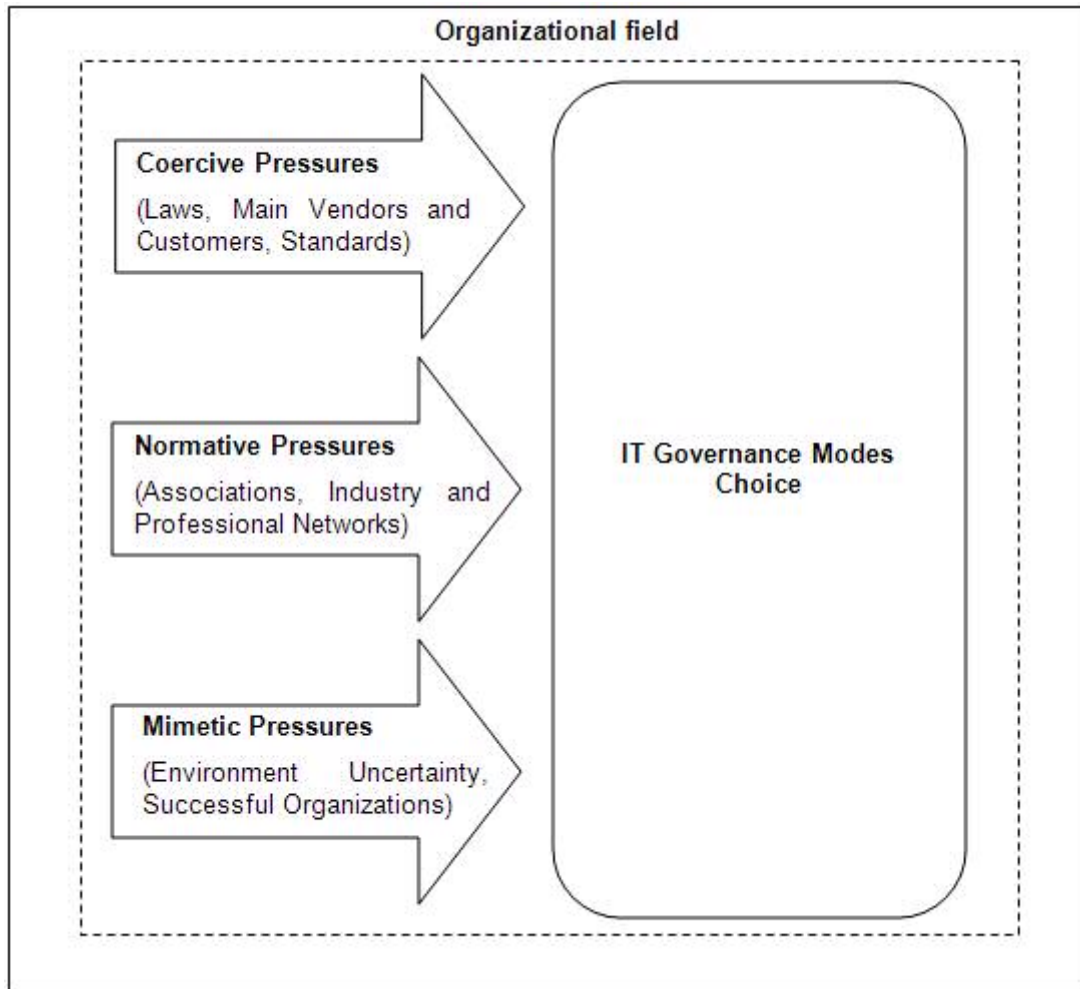 Organizational field
Coercive Pressures
(Laws, Main Vendors and
Customers, Standards)
Normative Pressures
(Associations, Industry and
Professional Networks)
Mimetic Pressures
(Environment Uncertainty,
Successful Organizations)
IT Governance Modes
Choice